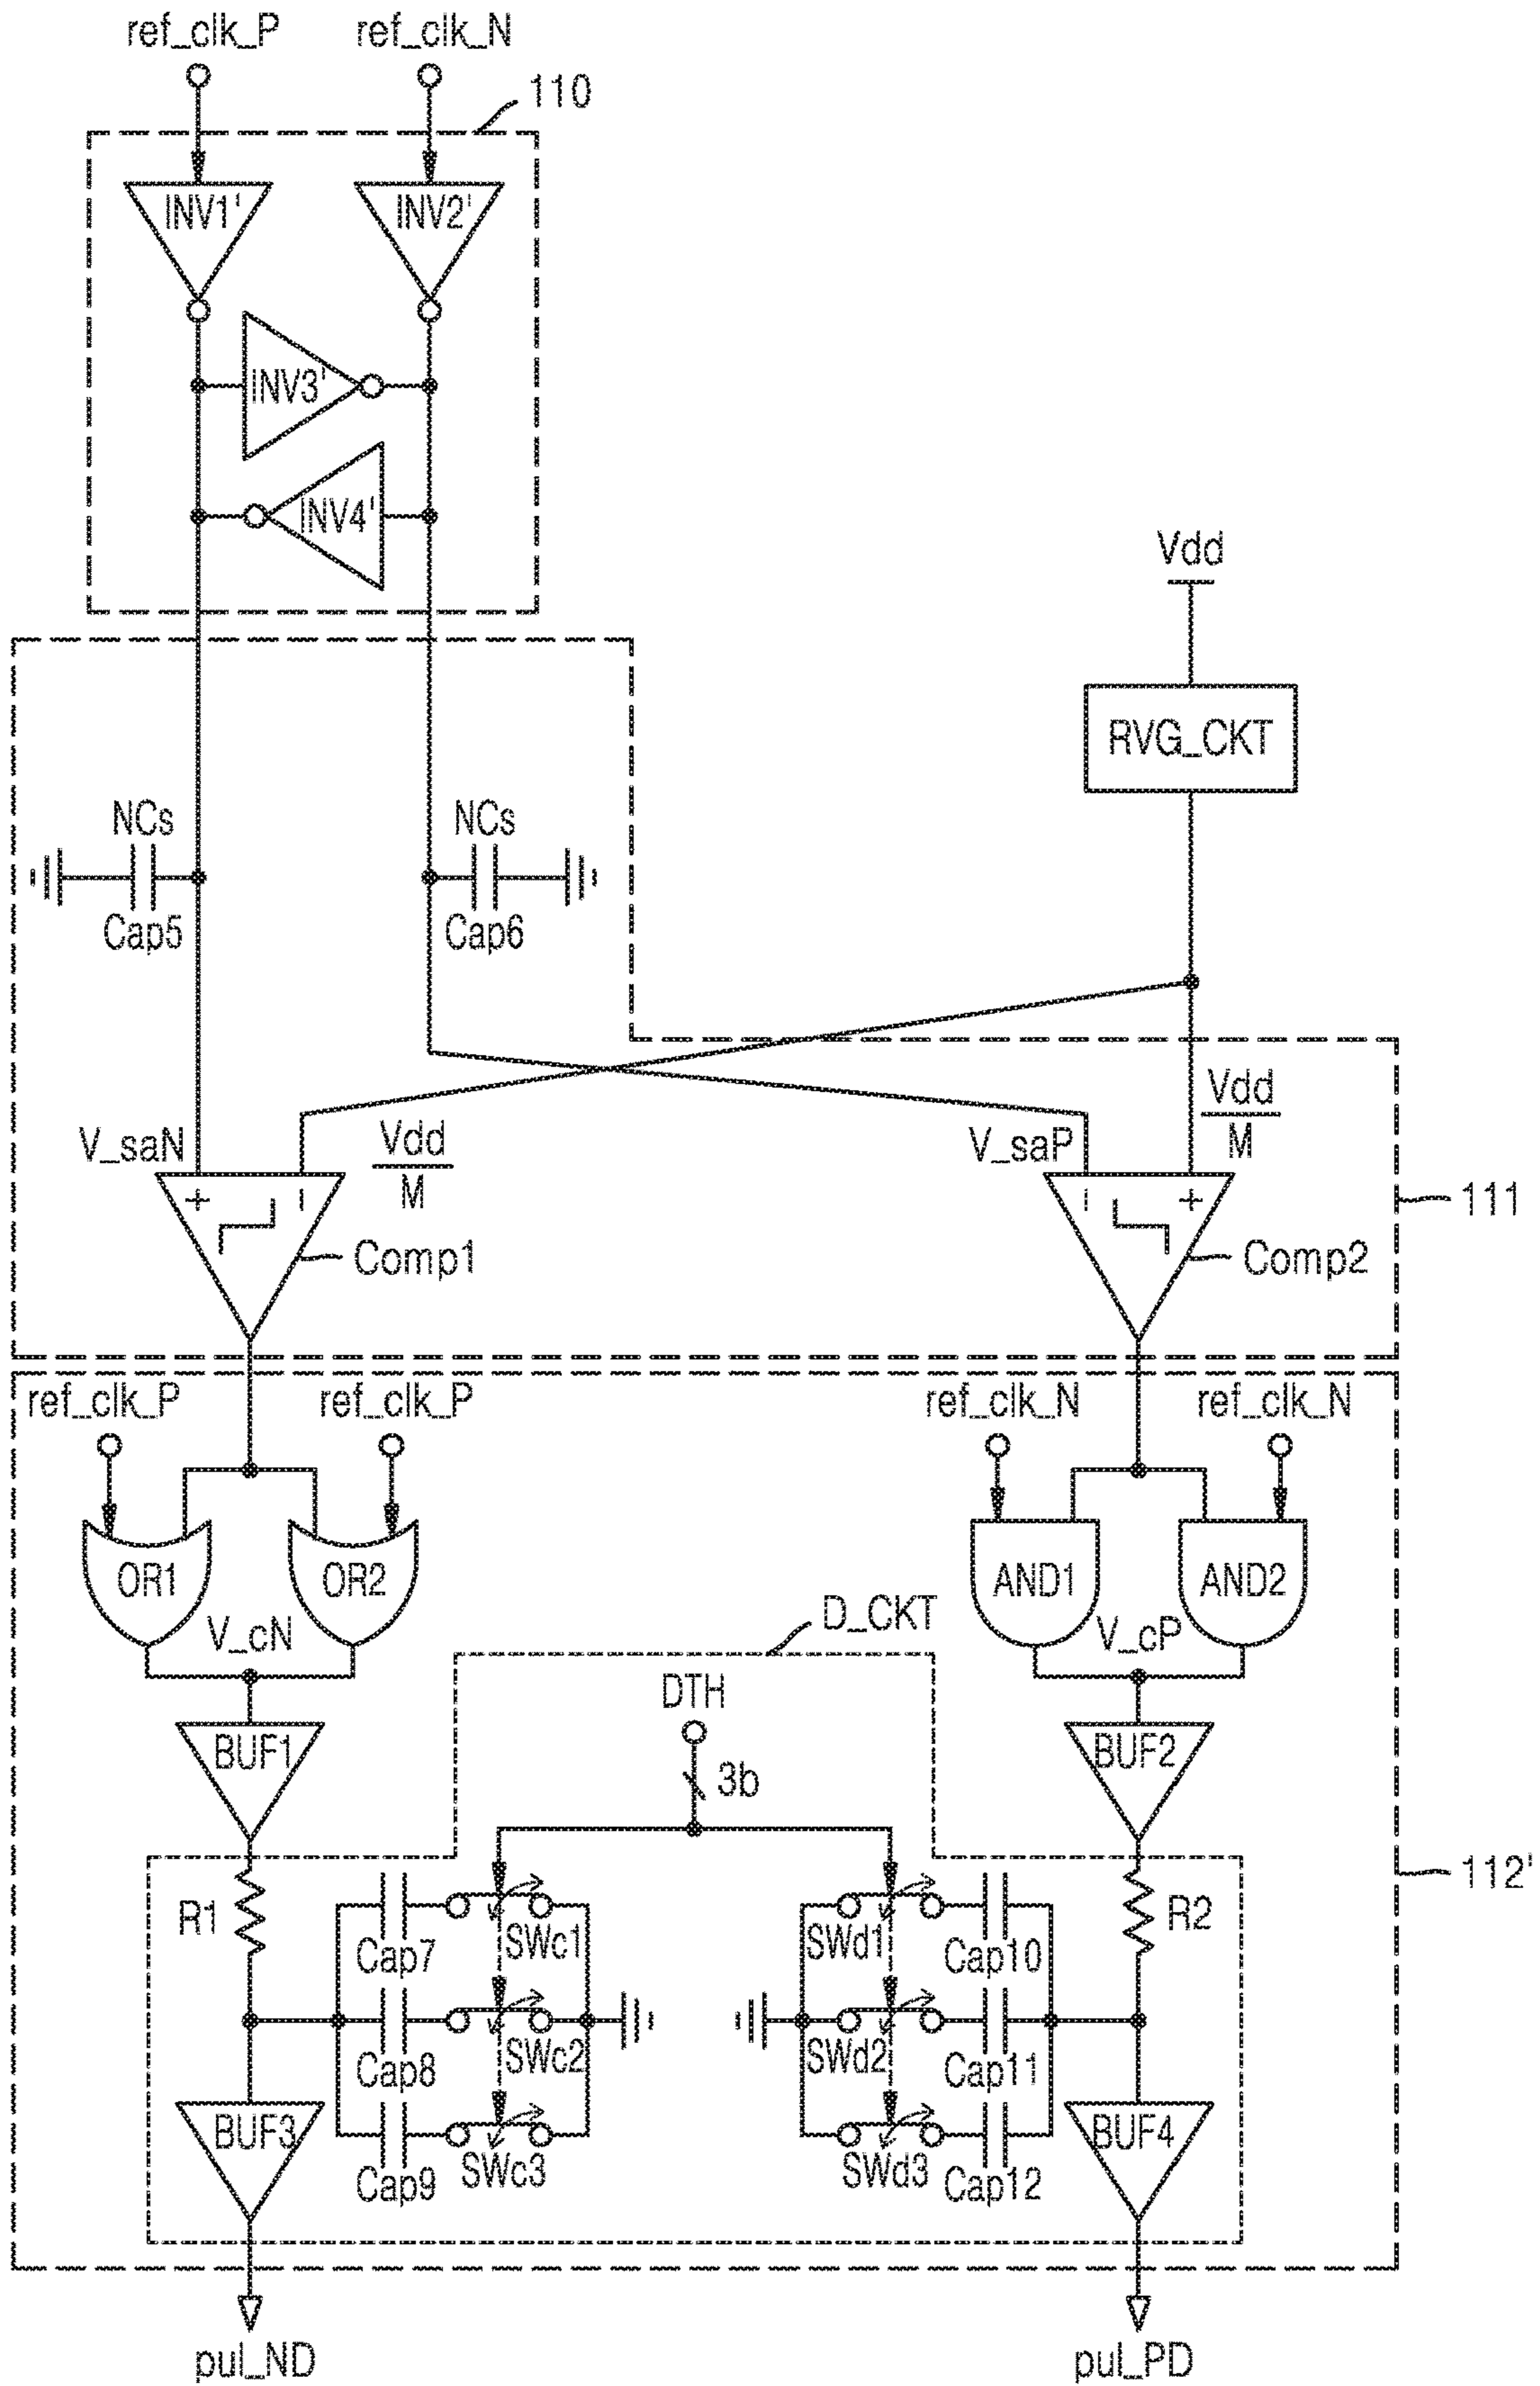 ref_clk_P ref_clk_N
110
INV1' INV2'
INV3'
INV4'
Vdd
RVG_CKT
NCs NCs
Cap5 Cap6
V_saN Vdd
M
V_saP Vdd
M
+ − − +
111
Comp1 Comp2
ref_clk_P ref_clk_P ref_clk_N ref_clk_N
OR1 OR2 AND1 AND2
D_CKT
V_cN V_cP
DTH
BUF1 BUF2
3b
112'
R1 R2
Cap7 SWc1 SWd1 Cap10
Cap8 SWc2 SWd2 Cap11
BUF3 BUF4
Cap9 SWc3 SWd3 Cap12
pul_ND pul_PD